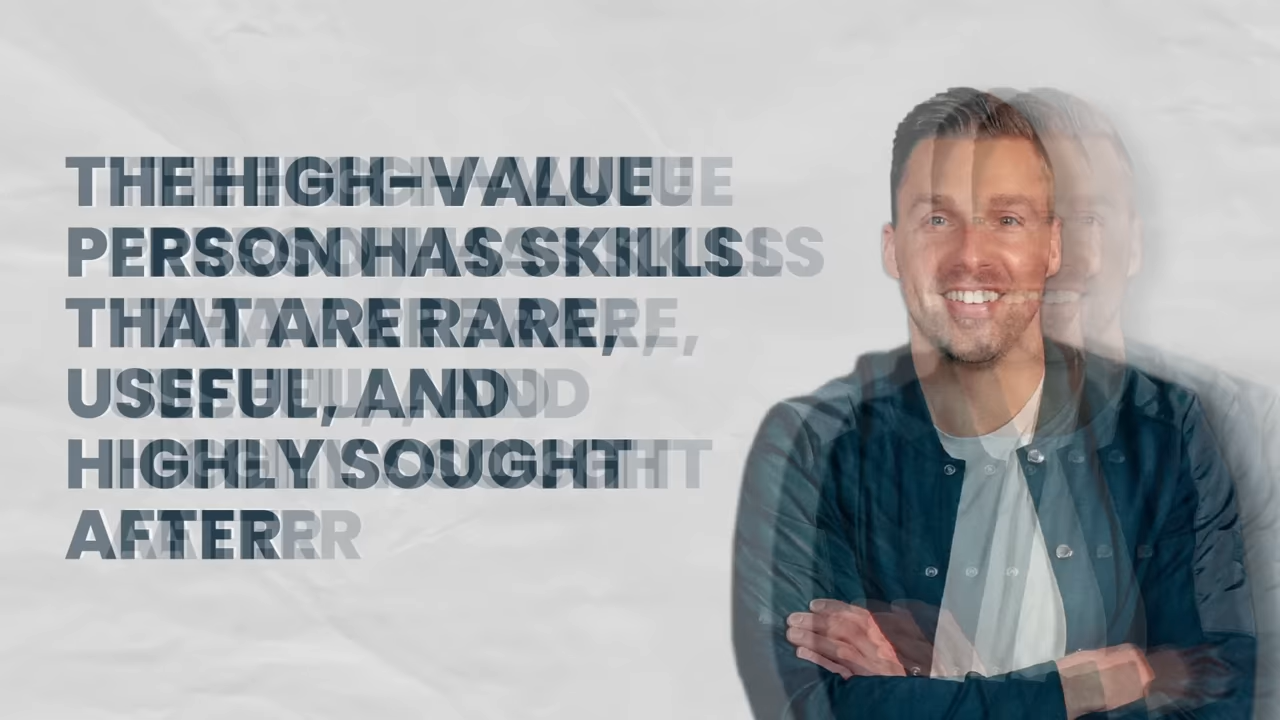 THE HIGH-VALUE
PERSON HAS SKILLS
THAT ARE RARE,
USEFUL, AND
HIGHLY SOUGHT
AFTER